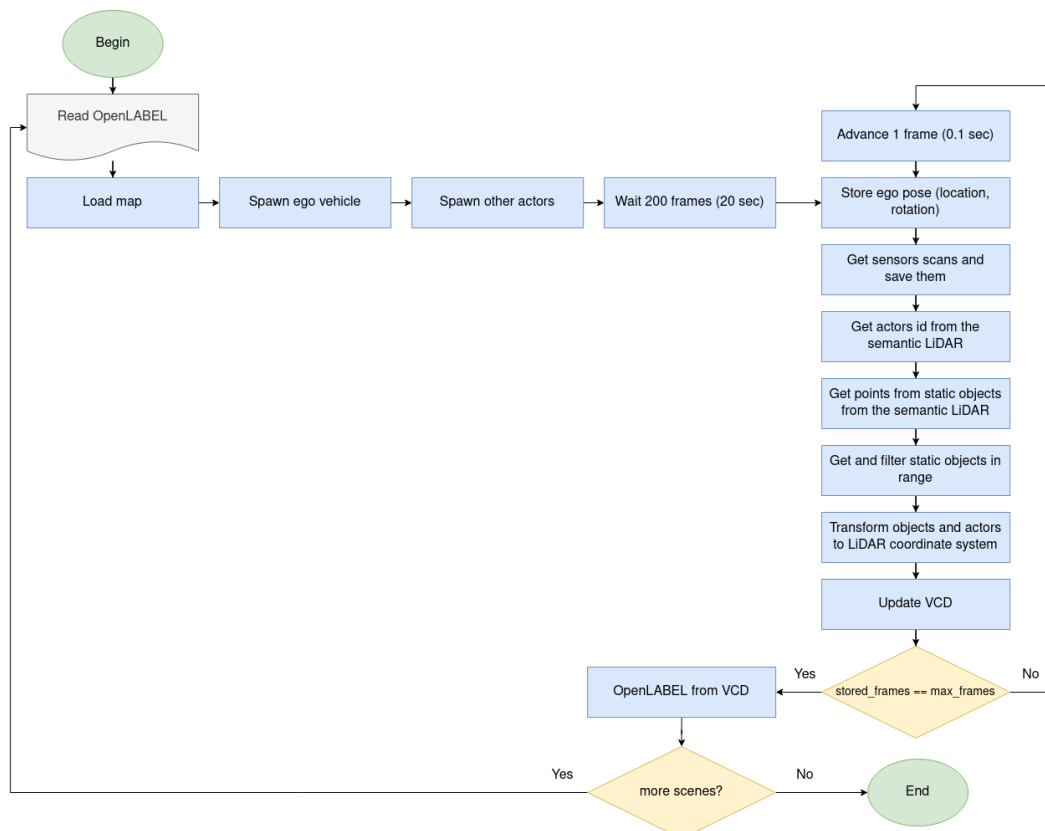 Begin
Read OpenLABEL
Load map
Spawn ego vehicle
Spawn other actors
Wait 200 frames (20 sec)
Advance 1 frame (0.1 sec)
Store ego pose (location,
rotation)
Get sensors scans and
save them
Get actors id from the
semantic LiDAR
Get points from static objects
from the semantic LiDAR
Get and filter static objects in
range
Transform objects and actors
to LiDAR coordinate system
Update VCD
stored_frames == max_frames
Yes
No
OpenLABEL from VCD
more scenes?
Yes
No
End